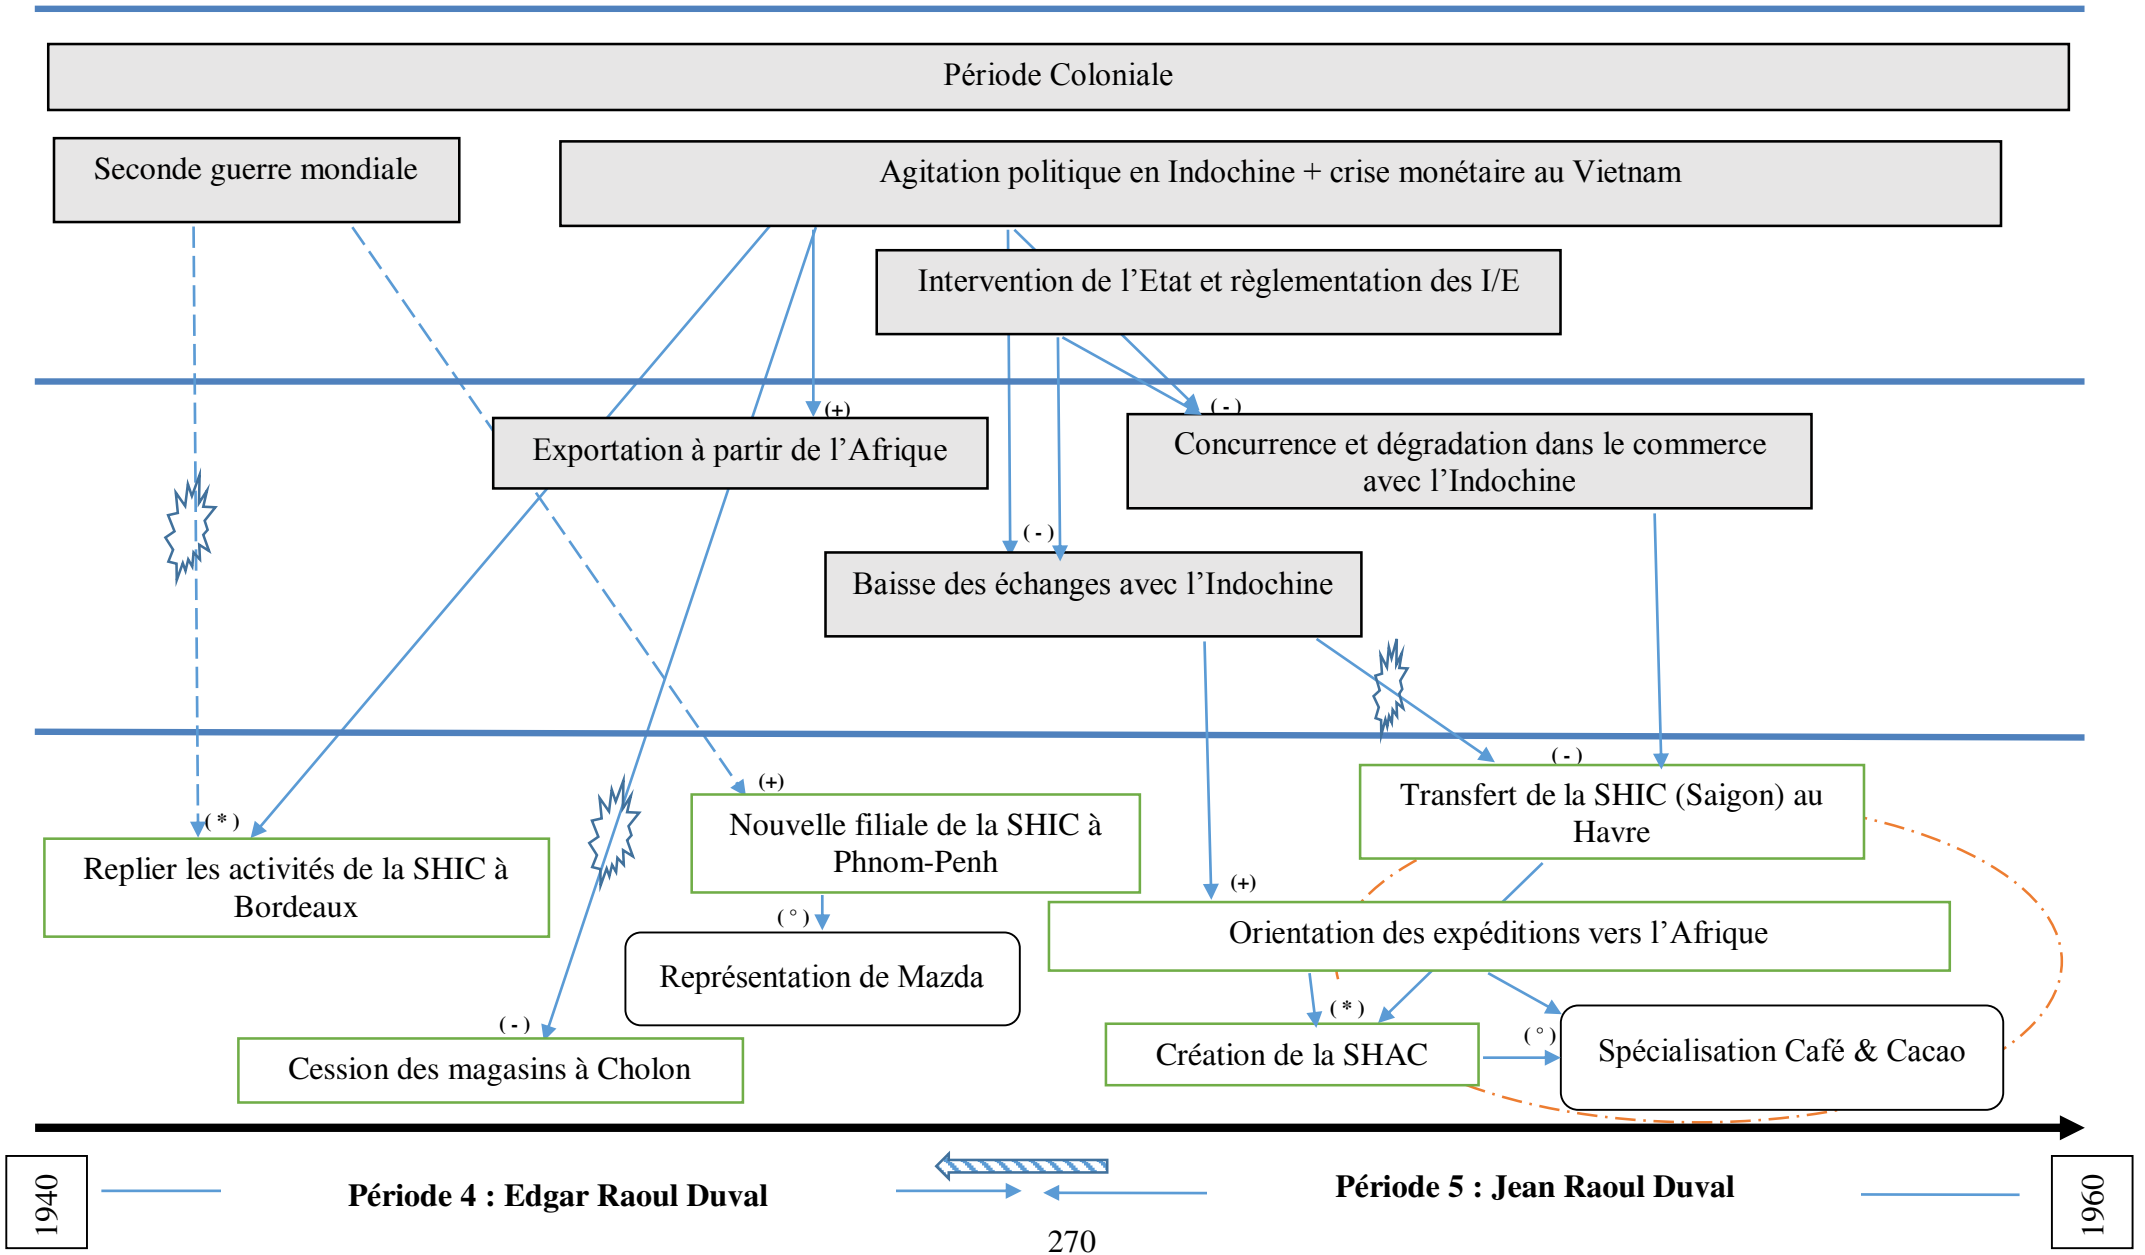 Période Coloniale
Seconde guerre mondiale
Agitation politique en Indochine + crise monétaire au Vietnam
Intervention de l’Etat et règlementation des I/E
(+)
( - )
Exportation à partir de l’Afrique
Concurrence et dégradation dans le commerce
avec l’Indochine
( - )
Baisse des échanges avec l’Indochine
( - )
(+)
Transfert de la SHIC (Saigon) au
Havre
( * )
Nouvelle filiale de la SHIC à
Phnom-Penh
Replier les activités de la SHIC à
Bordeaux
(+)
( ° )
Orientation des expéditions vers l’Afrique
Représentation de Mazda
( * )
( - )
( ° )
Cession des magasins à Cholon
Création de la SHAC
Spécialisation Café & Cacao
1940
Période 4 : Edgar Raoul Duval
Période 5 : Jean Raoul Duval
1960
270